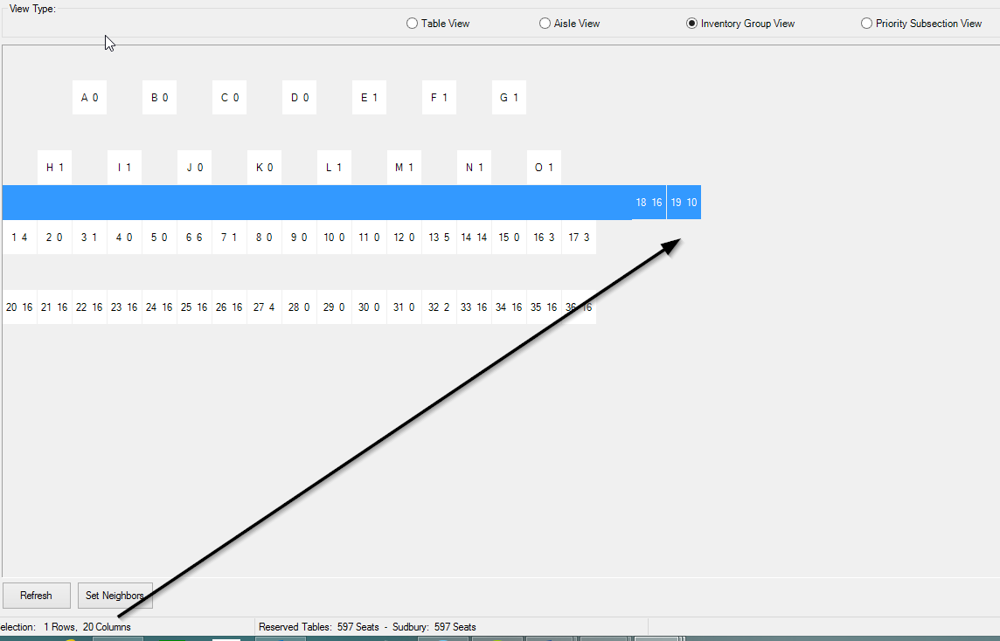 View Type:
Table View Aisle View Inventory Group View Priority Subsection View
A 0 B 0 C 0 D 0 E 1 F 1 G 1
H 1 I 1 J 0 K 0 L 1 M 1 N 1 O 1
18 16 19 10
1 4 2 0 3 1 4 0 5 0 6 6 7 1 8 0 9 0 10 0 11 0 12 0 13 5 14 14 15 0 16 3 17 3
20 16 21 16 22 16 23 16 24 16 25 16 26 16 27 4 28 0 29 0 30 0 31 0 32 2 33 16 34 16 35 16 36 16
Refresh Set Neighbors
election: 1 Rows, 20 Columns Reserved Tables: 597 Seats - Sudbury: 597 Seats